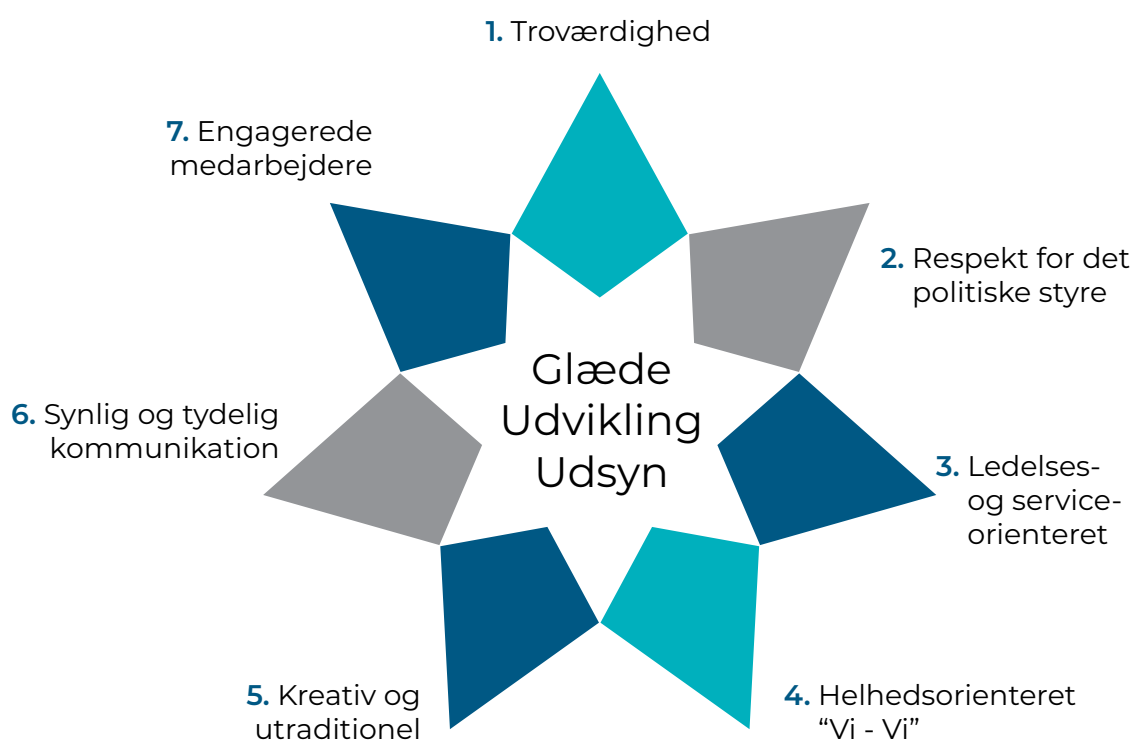 1. Troværdighed
2. Respekt for det
politiske styre
3. Ledelses-
og service-
orienteret
4. Helhedsorienteret
“Vi - Vi”
5. Kreativ og
utraditionel
6. Synlig og tydelig
kommunikation
7. Engagerede
medarbejdere
Glæde
Udvikling
Udsyn